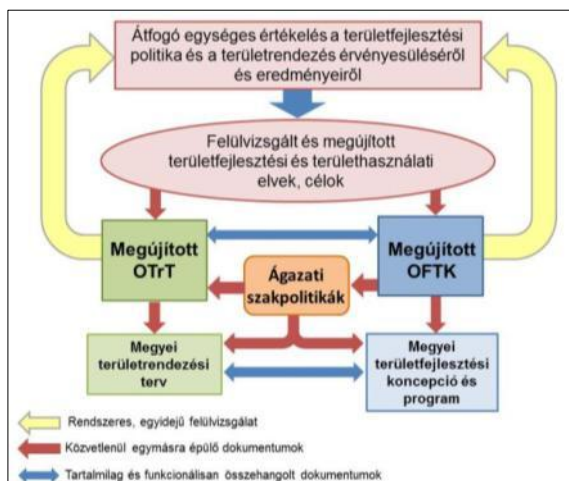 Átfogó egységes értékelés a területfejlesztési
politika és a területrendezés érvényesüléséről
és eredményeiről
Felülvizsgált és megújított
területfejlesztési és területhasználati
elvek, célok
Megújított
OTrT
Megújított
OFTK
Ágazati
szakpolitikák
Megyei
területrendezési
terv
Megyei
területfejlesztési
koncepció és
program
Rendszeres, egyidejű felülvizsgálat
Közvetlenül egymásra épülő dokumentumok
Tartalmilag és funkcionálisan összehangolt dokumentumok